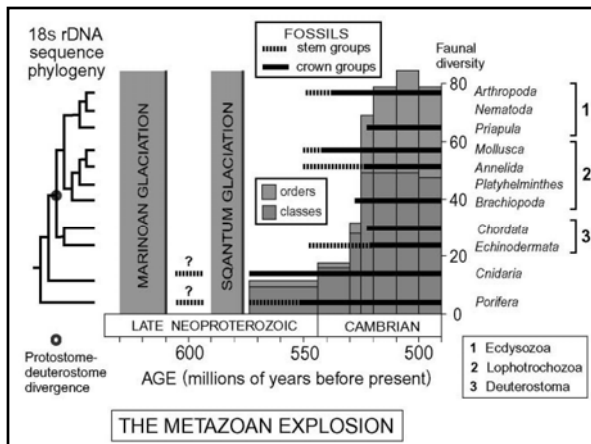 18s rDNA
sequence
phylogeny
FOSSILS
stem groups
crown groups
Faunal
diversity
MARINOAN GLACIATION
SQANTUM GLACIATION
?
?
orders
classes
80
60
40
20
0
Arthropoda
Nematoda
Priapula
1
Mollusca
Annelida
Platyhelminthes
Brachiopoda
2
Chordata
Echinodermata
3
Cnidaria
Porifera
LATE NEOPROTEROZOIC
CAMBRIAN
600
550
500
AGE (millions of years before present)
Protostome-
deuterostome
divergence
1 Ecdysozoa
2 Lophotrochozoa
3 Deuterostoma
THE METAZOAN EXPLOSION